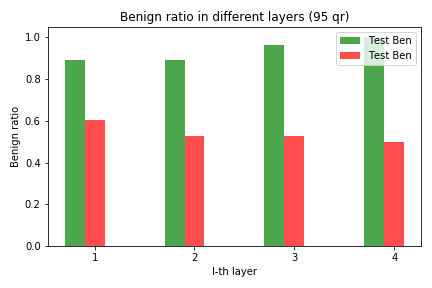 Benign ratio in different layers (95 qr)
Test Ben
Test Ben
Benign ratio
1.0
0.8
0.6
0.4
0.2
0.0
1 2 3 4
l-th layer